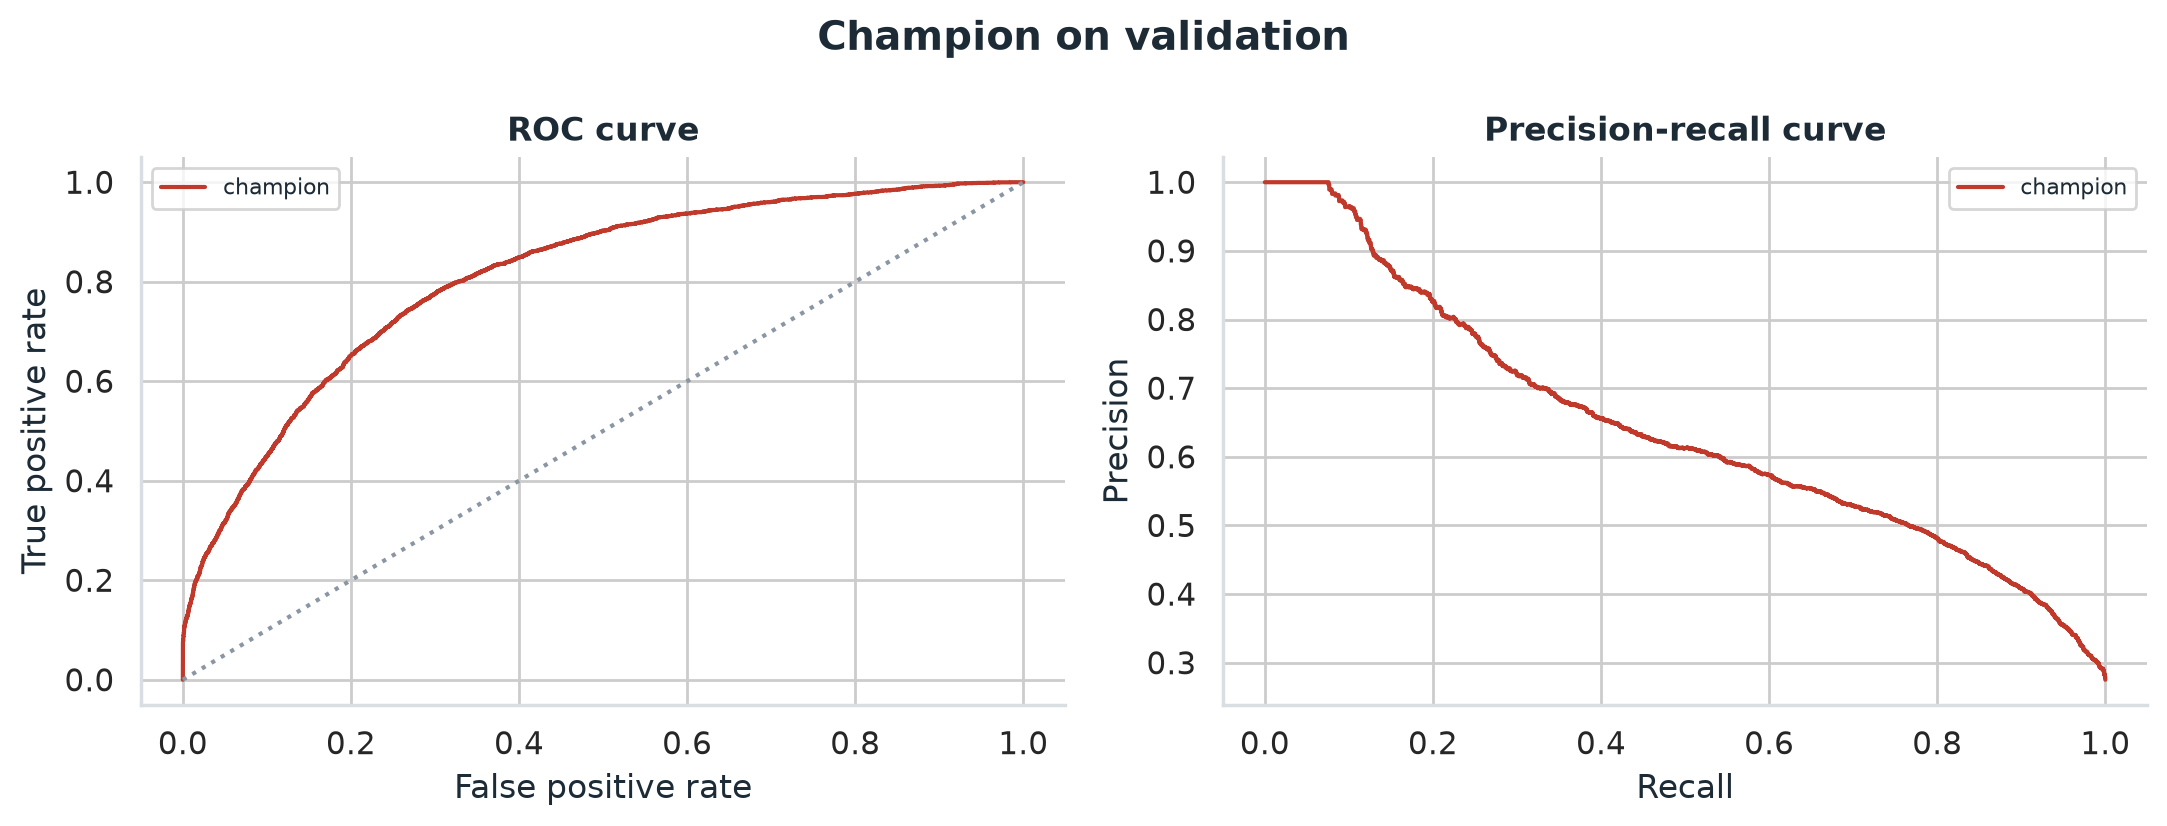 Champion on validation
ROC curve
champion
True positive rate
1.0
0.8
0.6
0.4
0.2
0.0
0.0 0.2 0.4 0.6 0.8 1.0
False positive rate
Precision-recall curve
champion
Precision
1.0
0.9
0.8
0.7
0.6
0.5
0.4
0.3
0.0 0.2 0.4 0.6 0.8 1.0
Recall